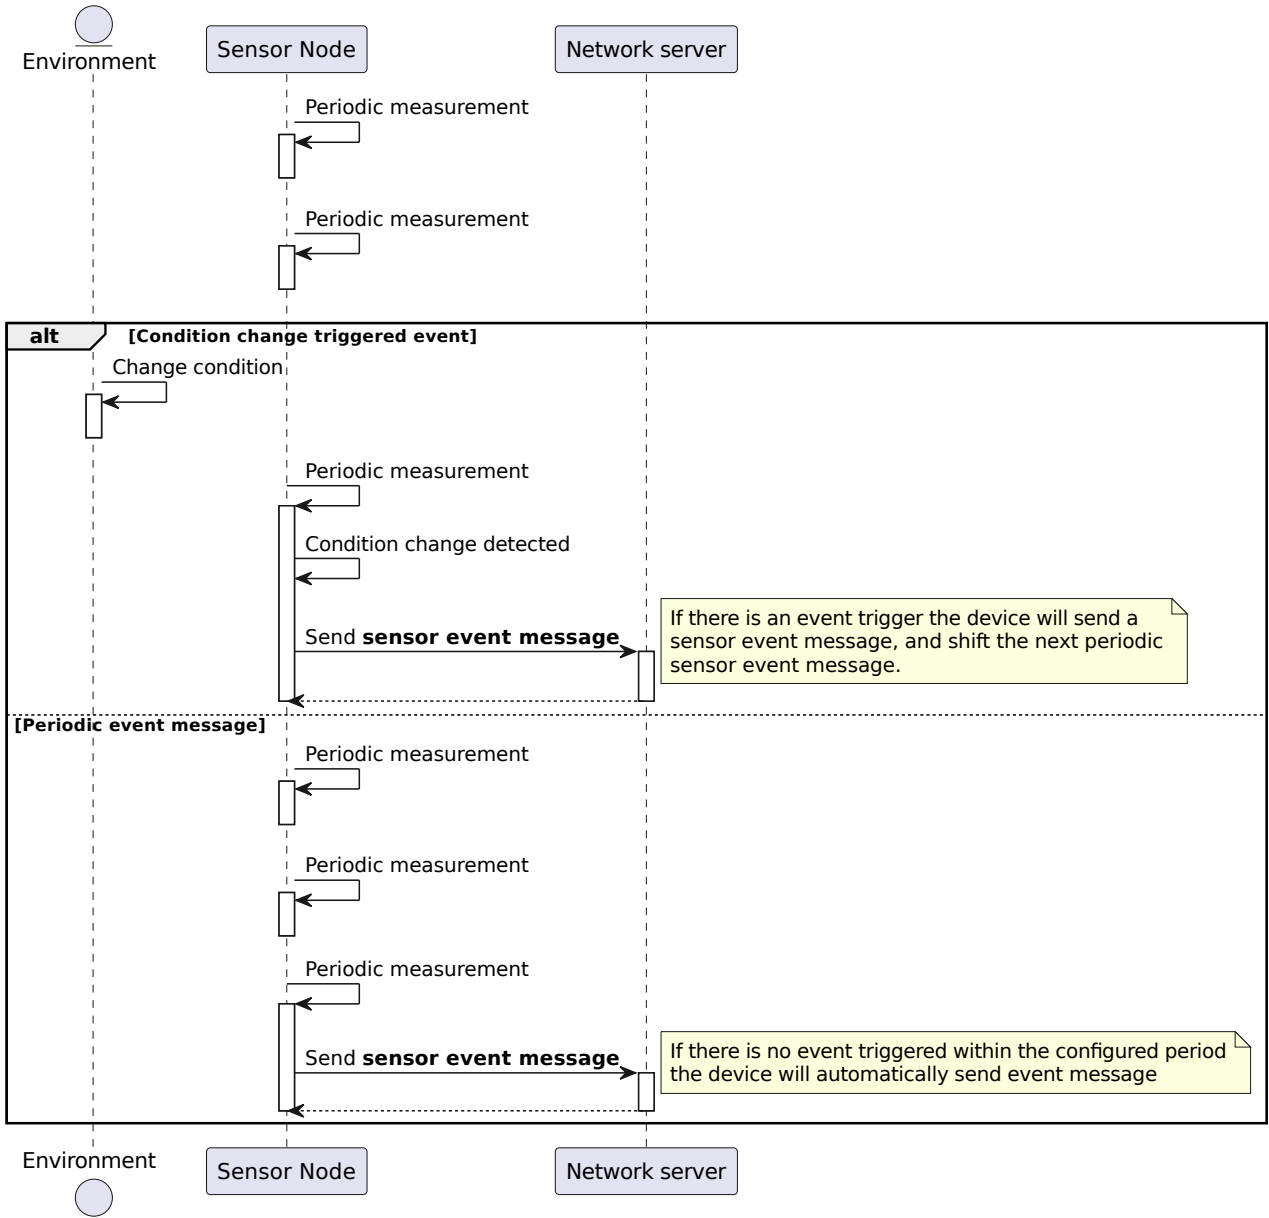 Environment
Sensor Node
Network server
Periodic measurement
Periodic measurement
alt
[Condition change triggered event]
Change condition
Periodic measurement
Condition change detected
Send sensor event message
If there is an event trigger the device will send a
sensor event message, and shift the next periodic
sensor event message.
[Periodic event message]
Periodic measurement
Periodic measurement
Periodic measurement
Send sensor event message
If there is no event triggered within the configured period
the device will automatically send event message
Environment
Sensor Node
Network server